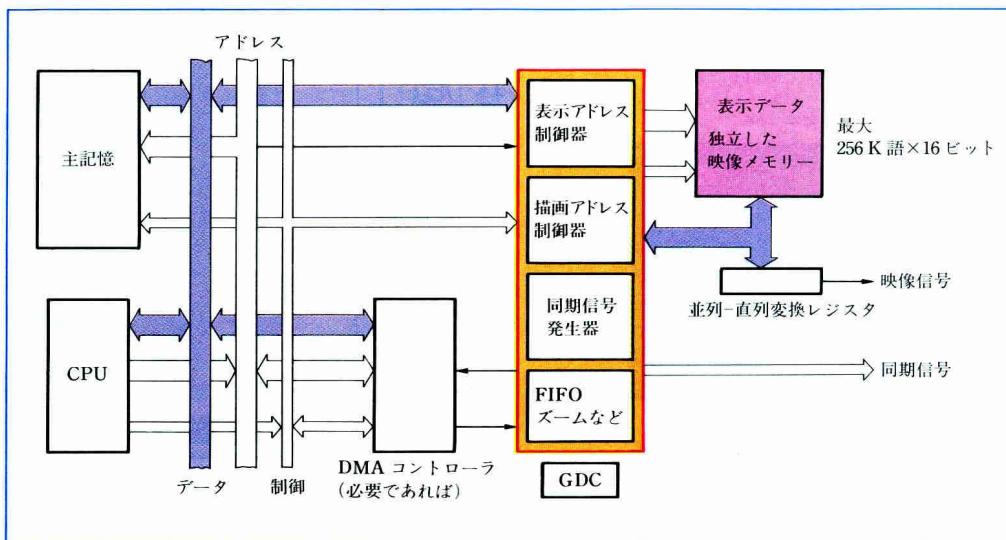 アドレス
主記憶
表示アドレス
制御器
表示データ
独立した
映像メモリー
最大
256 K 語×16 ビット
描画アドレス
制御器
映像信号
並列−直列変換レジスタ
同期信号
発生器
CPU
同期信号
FIFO
ズームなど
DMA コントローラ
(必要であれば)
データ
制御
GDC